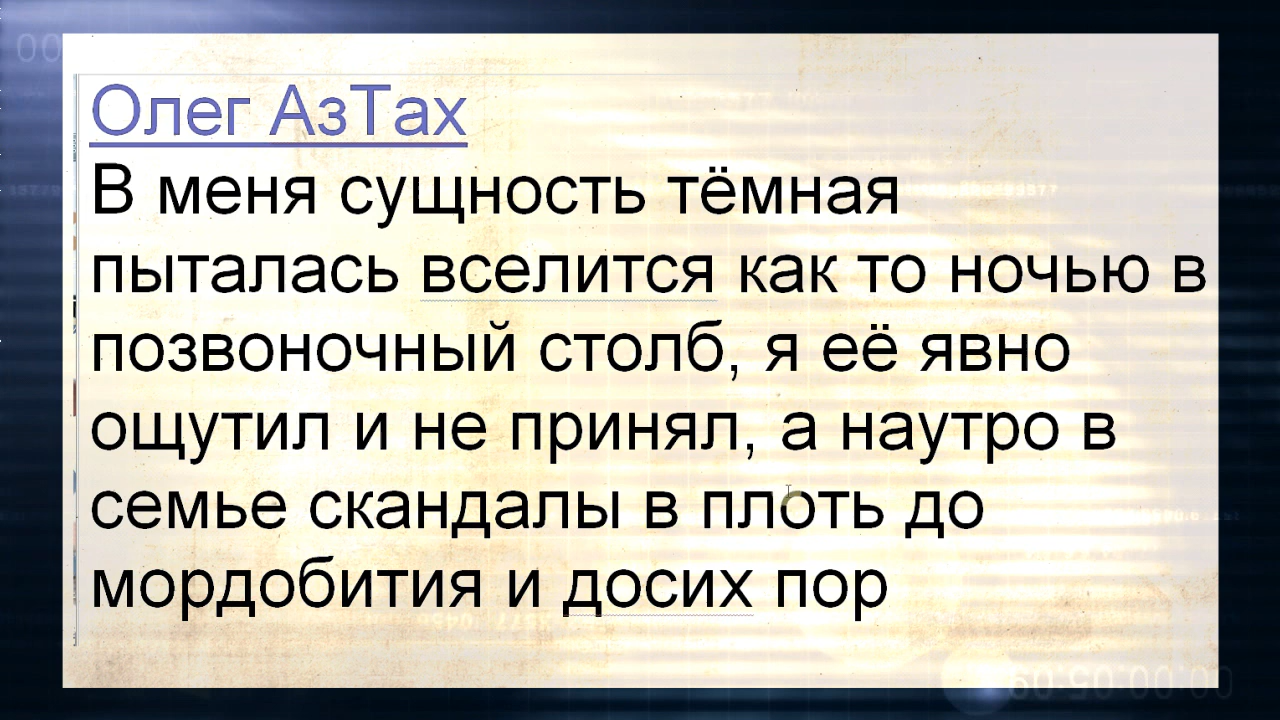 Олег АзТах
В меня сущность тёмная
пыталась вселится как то ночью в
позвоночный столб, я её явно
ощутил и не принял, а наутро в
семье скандалы в плоть до
мордобития и досих пор